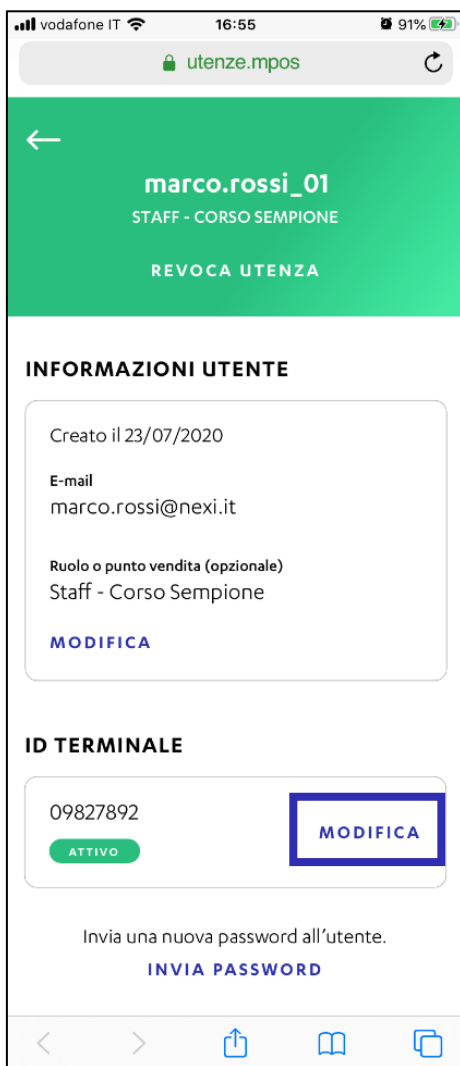 vodafone IT 16:55 91%
utenze.mpos
marco.rossi_01
STAFF - CORSO SEMPIONE
REVOCA UTENZA
INFORMAZIONI UTENTE
Creato il 23/07/2020
E-mail
marco.rossi@nexi.it
Ruolo o punto vendita (opzionale)
Staff - Corso Sempione
MODIFICA
ID TERMINALE
09827892
MODIFICA
ATTIVO
Invia una nuova password all'utente.
INVIA PASSWORD